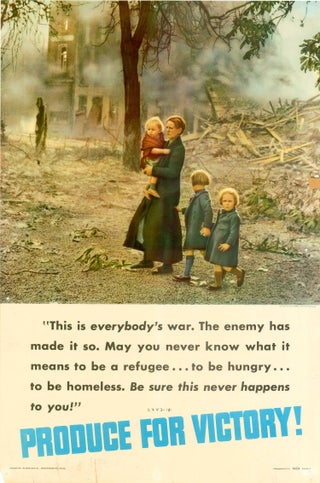 "This is everybody's war. The enemy has
made it so. May you never know what it
means to be a refugee...to be hungry...
to be homeless. Be sure this never happens
to you!"
PRODUCE FOR VICTORY!